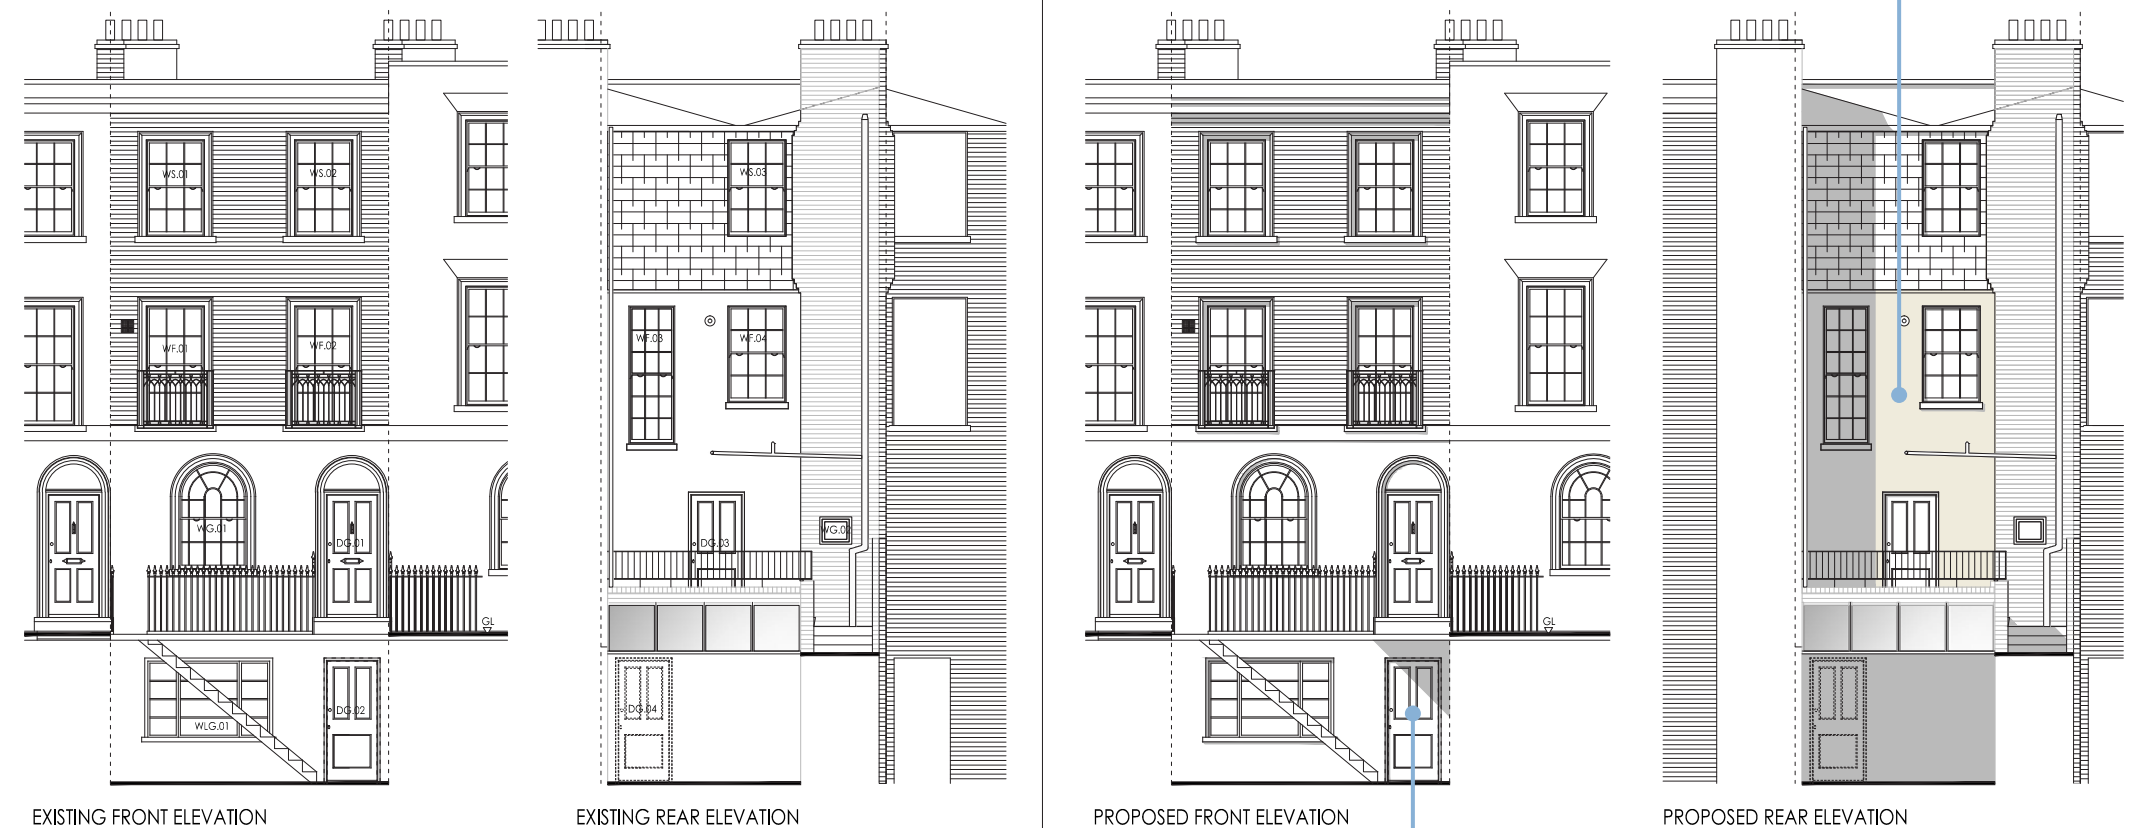 WS.01
WS.02
WS.03
WF.01
WF.02
WF.03
WF.04
WG.01
DG.01
DG.03
WG.02
GL
GL
WLG.01
DG.02
DG.04
EXISTING FRONT ELEVATION
EXISTING REAR ELEVATION
PROPOSED FRONT ELEVATION
PROPOSED REAR ELEVATION